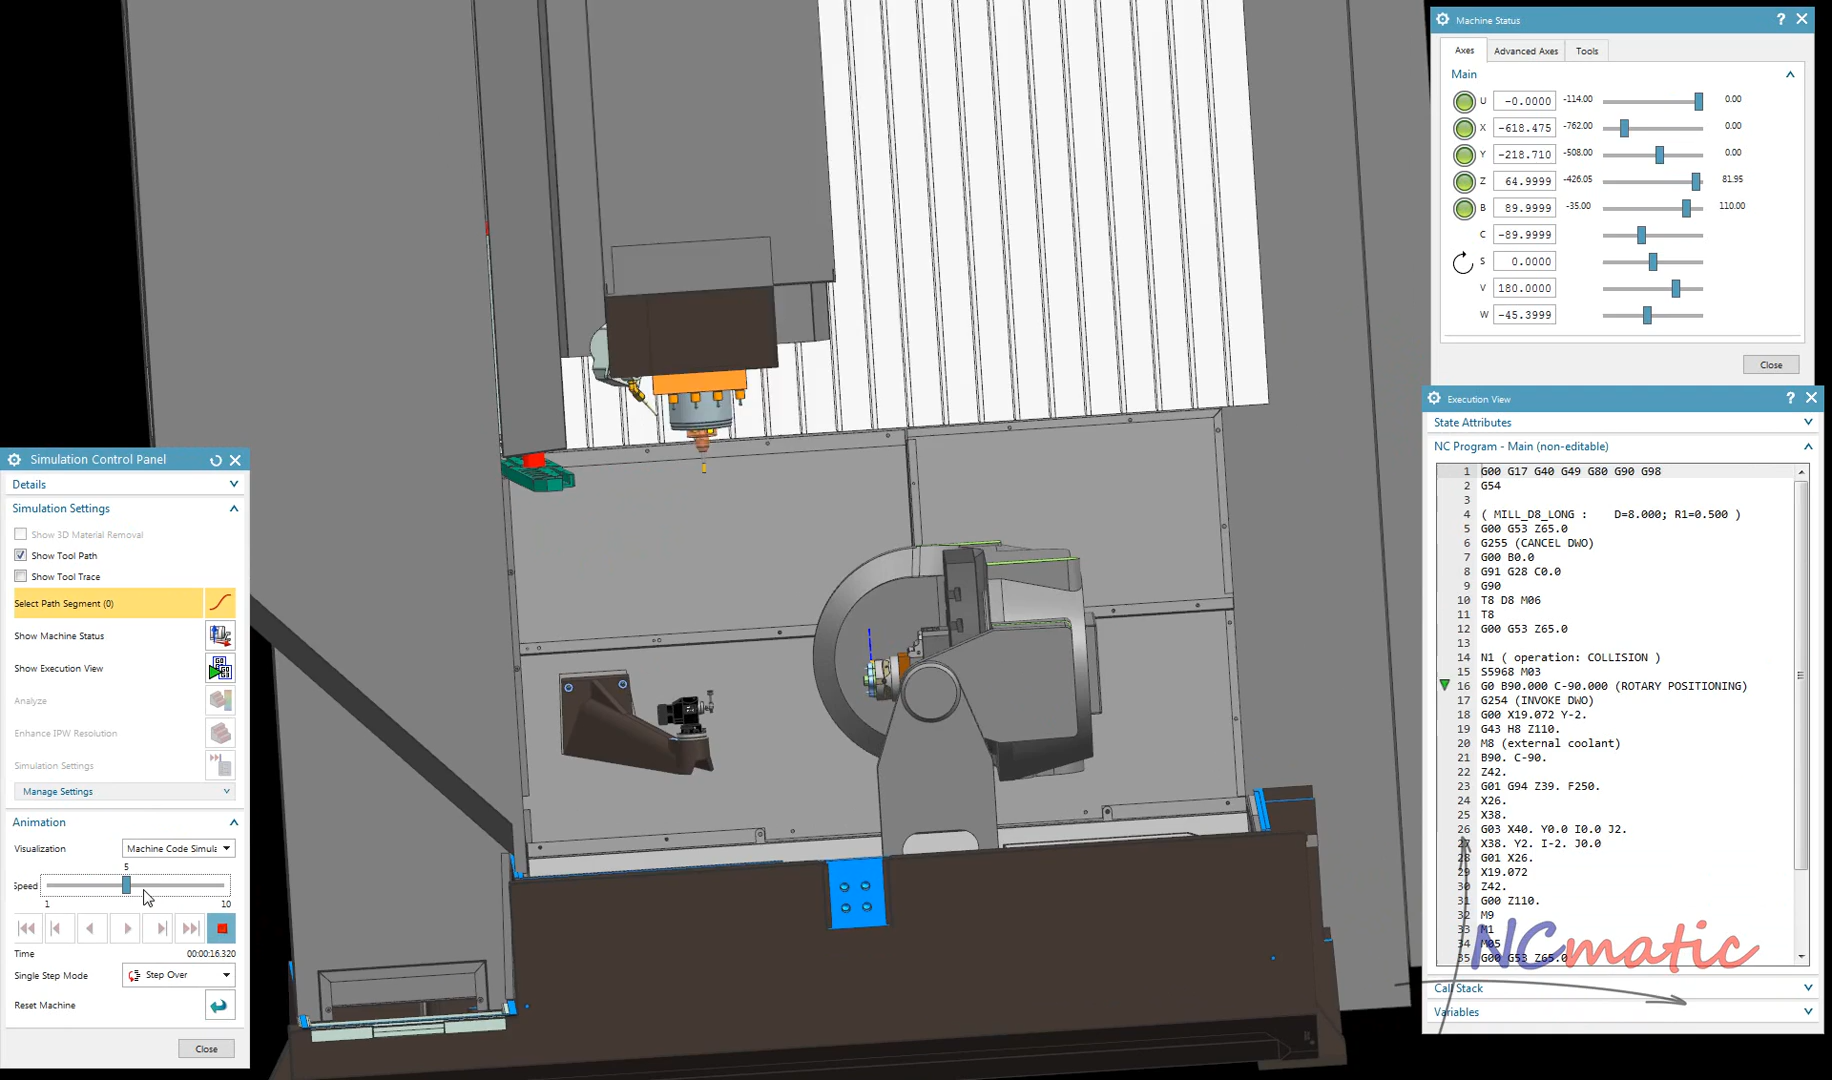 Simulation Control Panel
Details
Simulation Settings
Show 3D Material Removal
Show Tool Path
Show Tool Trace
Select Path Segment (0)
Show Machine Status
Show Execution View
Analyze
Enhance IPW Resolution
Simulation Settings
Manage Settings
Animation
Visualization
Machine Code Simula
5
Speed
1
10
Time
00:00:16.320
Single Step Mode
Step Over
Reset Machine
Close
Machine Status
Axes
Advanced Axes
Tools
Main
U -0.0000 -114.00 0.00
X -618.475 -762.00 0.00
Y -218.710 -508.00 0.00
Z 64.9999 -426.05 81.95
B 89.9999 -35.00 110.00
C -89.9999
S 0.0000
V 180.0000
W -45.3999
Close
Execution View
State Attributes
NC Program - Main (non-editable)
1 G00 G17 G40 G49 G80 G90 G98
2 G54
3
4 ( MILL_D8_LONG : D=8.000; R1=0.500 )
5 G00 G53 Z65.0
6 G255 (CANCEL DWO)
7 G00 B0.0
8 G91 G28 C0.0
9 G90
10 T8 D8 M06
11 T8
12 G00 G53 Z65.0
13
14 N1 ( operation: COLLISION )
15 S5968 M03
16 G0 B90.000 C-90.000 (ROTARY POSITIONING)
17 G254 (INVOKE DWO)
18 G00 X19.072 Y-2.
19 G43 H8 Z110.
20 M8 (external coolant)
21 B90. C-90.
22 Z42.
23 G01 G94 Z39. F250.
24 X26.
25 X38.
26 G03 X40. Y0.0 I0.0 J2.
27 X38. Y2. I-2. J0.0
28 G01 X26.
29 X19.072
30 Z42.
31 G00 Z110.
32 M9
33 M1
34 M05
35 G00 G53 Z65.0
NCmatic
Call Stack
Variables